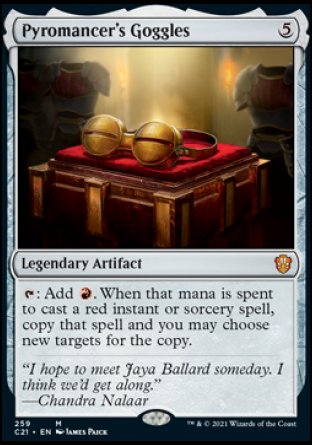 Pyromancer's Goggles 5
Legendary Artifact
: Add . When that mana is spent
to cast a red instant or sorcery spell,
copy that spell and you may choose
new targets for the copy.
"I hope to meet Jaya Ballard someday. I
think we'd get along."
—Chandra Nalaar
259 M
C21 • EN JAMES PAICK
™ & © 2021 Wizards of the Coast